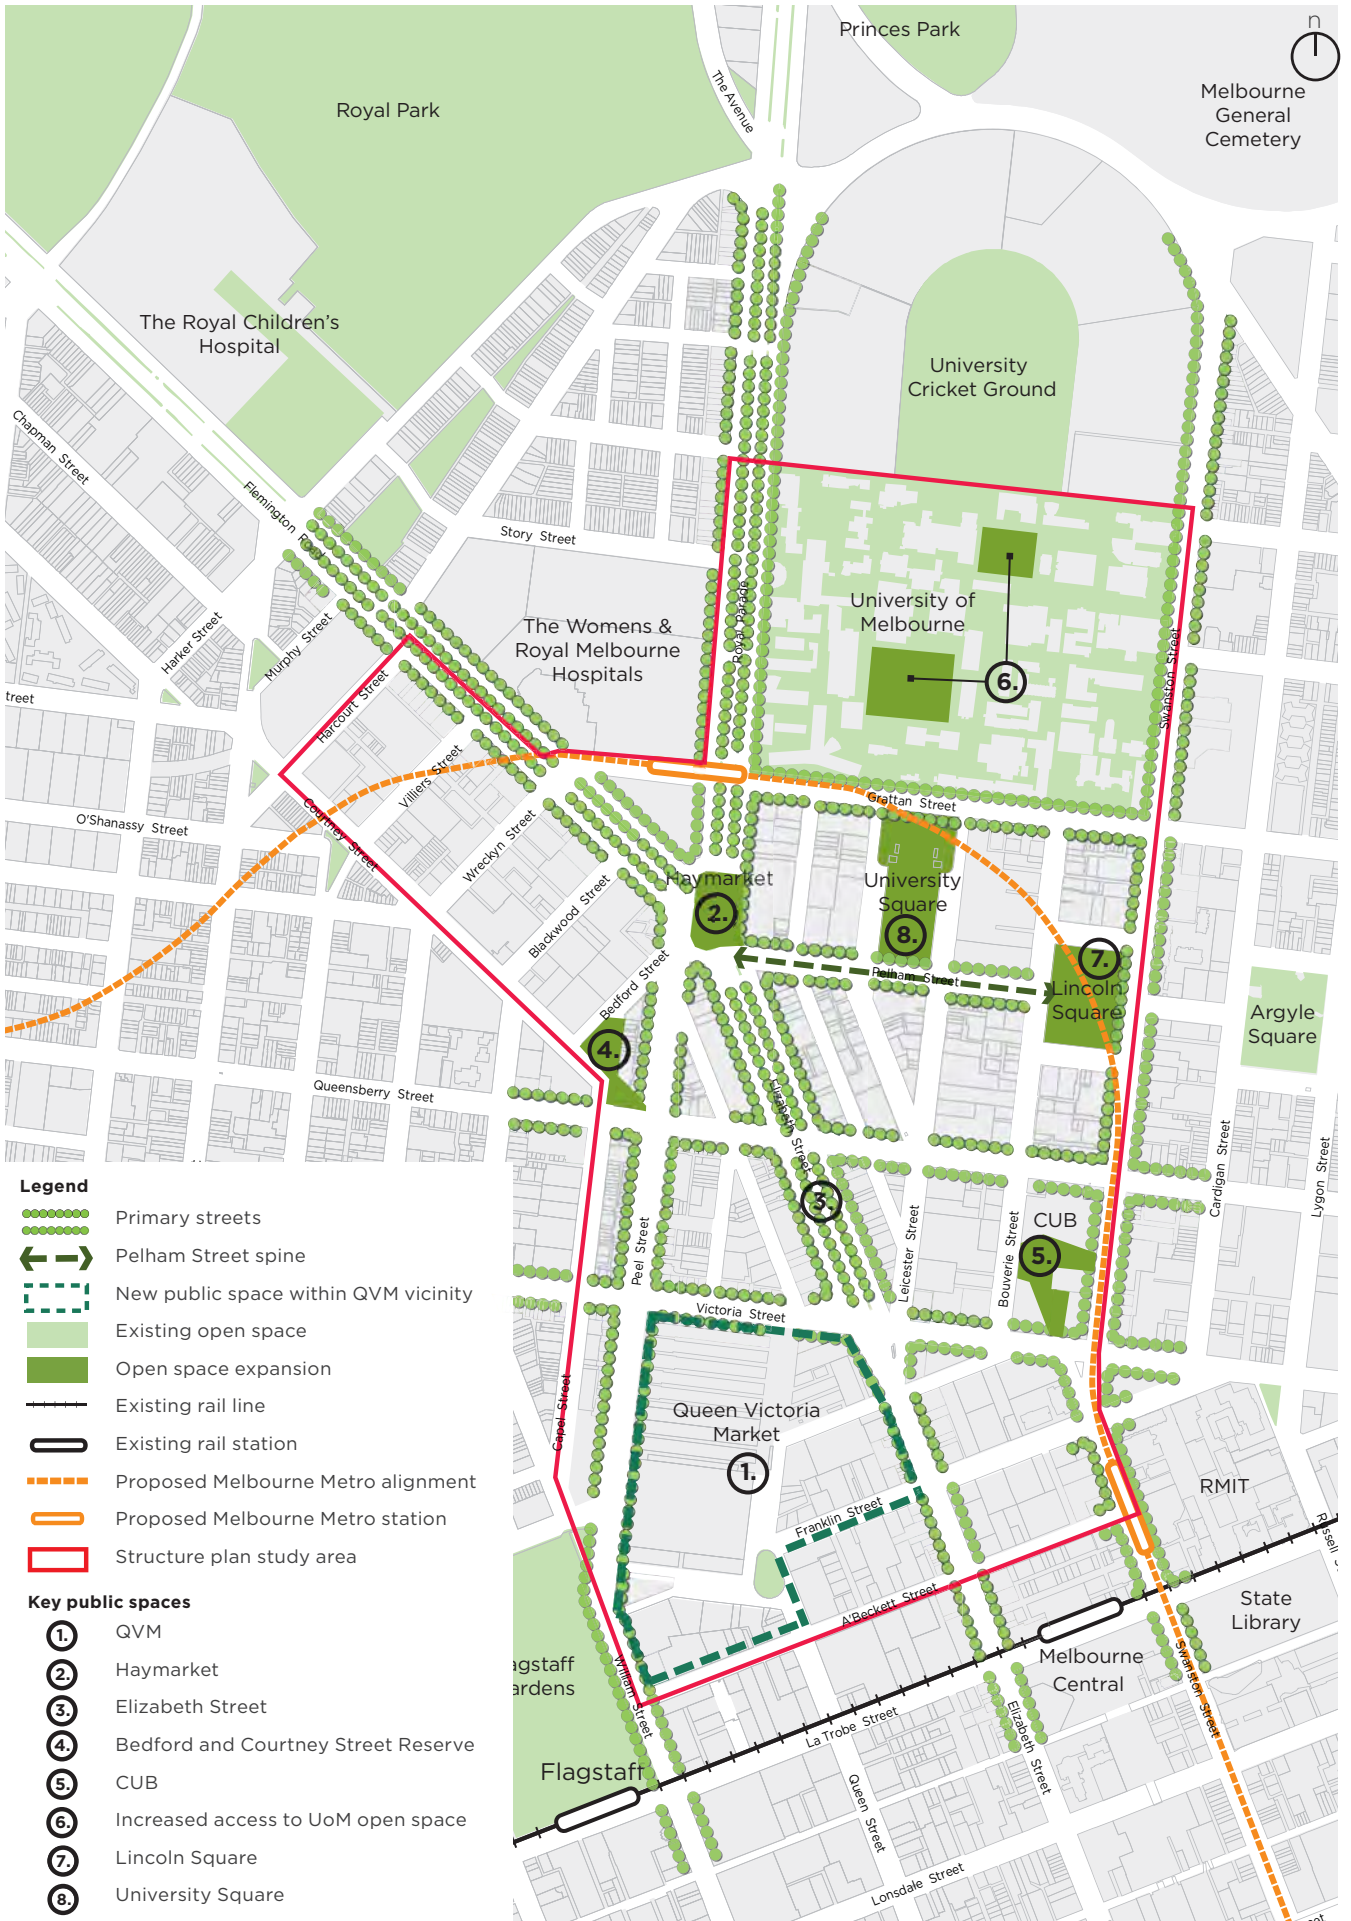 n
Princes Park
The Avenue
Melbourne
General
Cemetery
Royal Park
The Royal Children's
Hospital
University
Cricket Ground
Chapman Street
Flemington Road
Story Street
University of
Melbourne
The Womens &
Royal Melbourne
Hospitals
Royal Parade
6.
Swanston Street
Harker Street
Murphy Street
Harcourt Street
treet
Villiers Street
Grattan Street
O'Shanassy Street
Courtney Street
Wreckyn Street
Haymarket
2.
University
Square
8.
Blackwood Street
7.
Lincoln
Square
Pelham Street
Bedford Street
Argyle
Square
4.
Queensberry Street
Elizabeth Street
Cardigan Street
Lygon Street
3.
CUB
5.
Peel Street
Leicester Street
Bouverie Street
Victoria Street
Capel Street
Queen Victoria
Market
1.
Franklin Street
RMIT
Russell S
A'Beckett Street
State
Library
Melbourne
Central
agstaff
ardens
William Street
Swanston Street
Elizabeth Street
La Trobe Street
Flagstaff
Queen Street
Lonsdale Street
Legend
Primary streets
Pelham Street spine
New public space within QVM vicinity
Existing open space
Open space expansion
Existing rail line
Existing rail station
Proposed Melbourne Metro alignment
Proposed Melbourne Metro station
Structure plan study area
Key public spaces
1. QVM
2. Haymarket
3. Elizabeth Street
4. Bedford and Courtney Street Reserve
5. CUB
6. Increased access to UoM open space
7. Lincoln Square
8. University Square